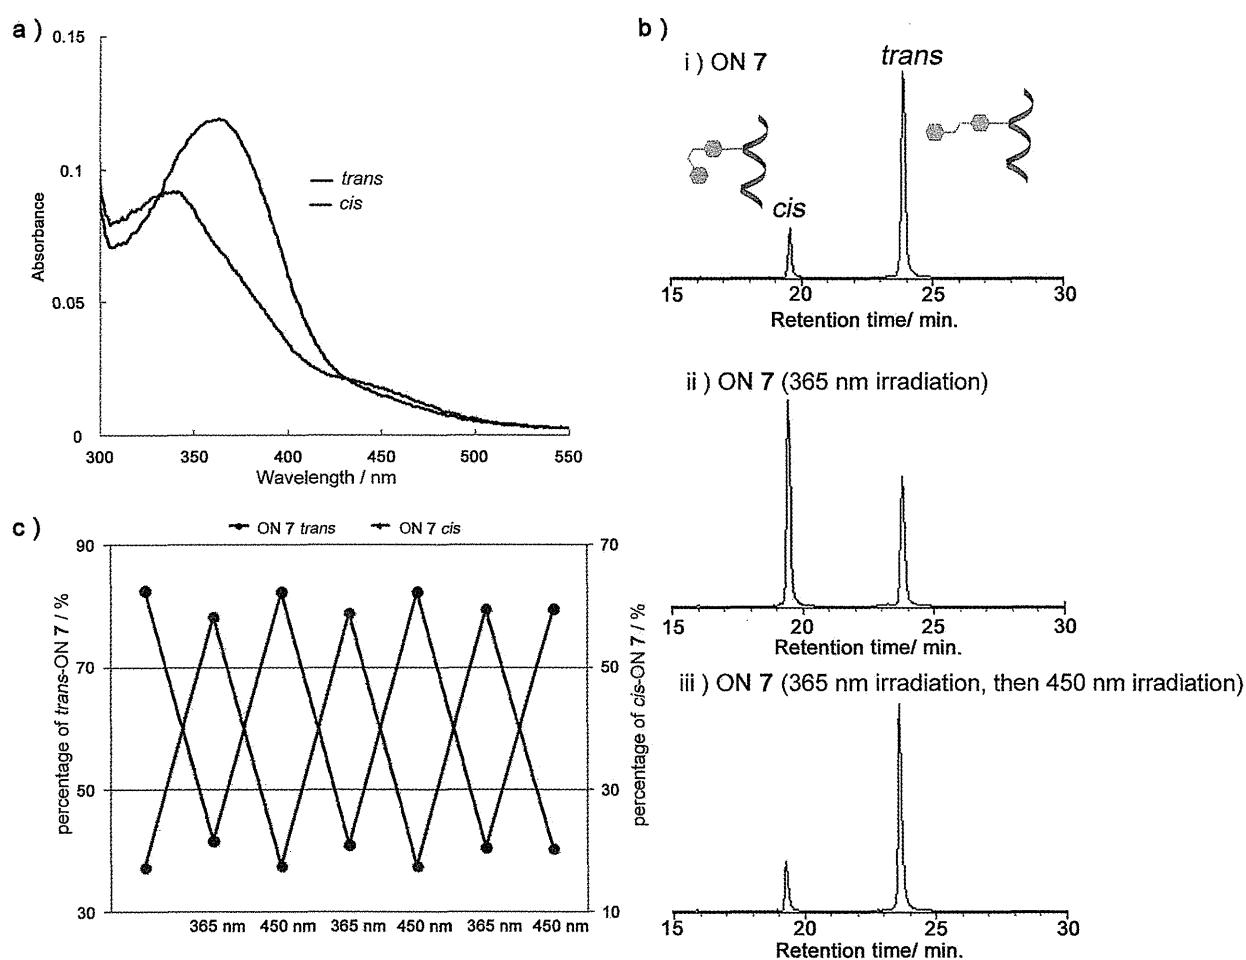 a )
0.15
0.1
0.05
0
Absorbance
trans
cis
300 350 400 450 500 550
Wavelength / nm
b )
i ) ON 7
trans
cis
15 20 25 30
Retention time/ min.
ii ) ON 7 (365 nm irradiation)
15 20 25 30
Retention time/ min.
iii ) ON 7 (365 nm irradiation, then 450 nm irradiation)
15 20 25 30
Retention time/ min.
c )
ON 7 trans ON 7 cis
90
70
50
30
percentage of trans-ON 7 / %
70
50
30
10
percentage of cis-ON 7 / %
365 nm 450 nm 365 nm 450 nm 365 nm 450 nm